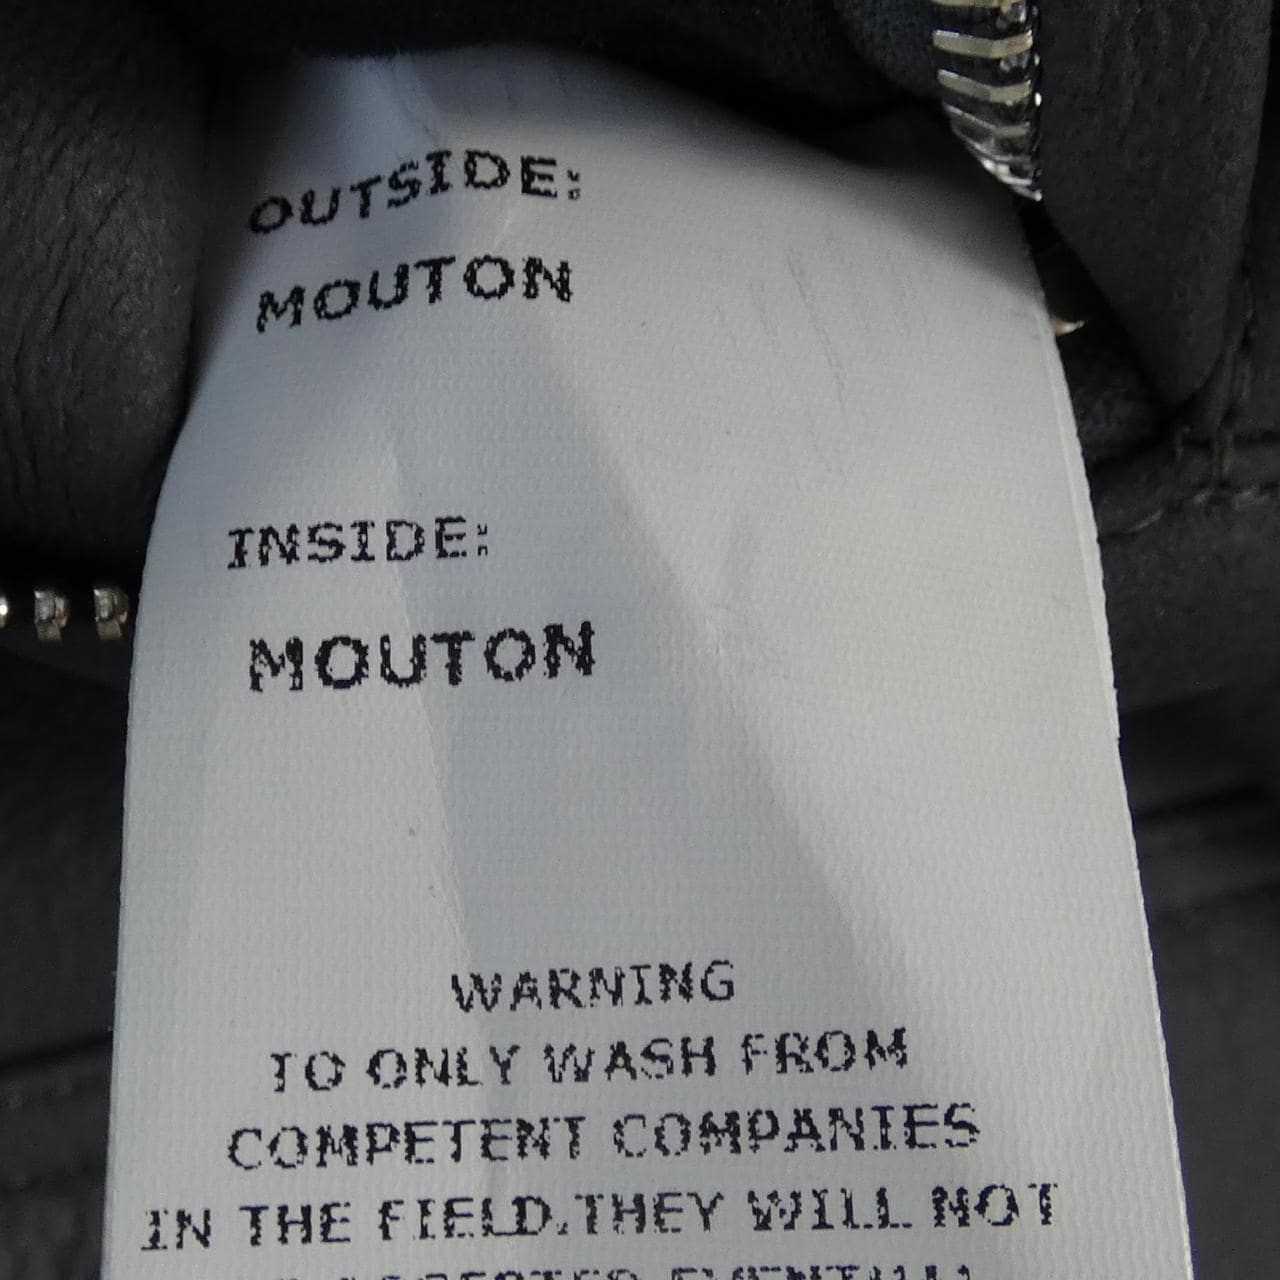 OUTSIDE:
MOUTON
INSIDE:
MOUTON
WARNING
TO ONLY WASH FROM
COMPETENT COMPANIES
IN THE FIELD.THEY WILL NOT